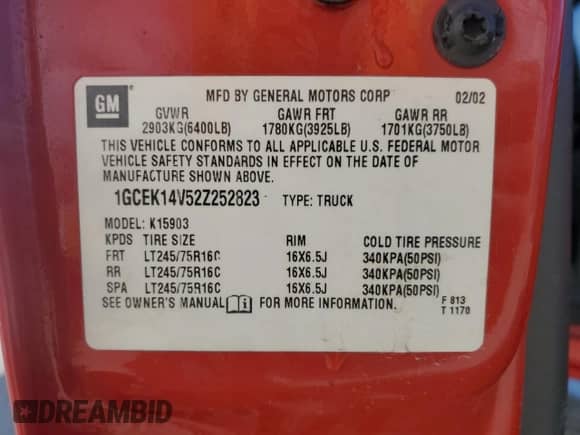 GM
MFD BY GENERAL MOTORS CORP 02/02
GVWR GAWR FRT GAWR RR
2903KG(6400LB) 1780KG(3925LB) 1701KG(3750LB)
THIS VEHICLE CONFORMS TO ALL APPLICABLE U.S. FEDERAL MOTOR
VEHICLE SAFETY STANDARDS IN EFFECT ON THE DATE OF
MANUFACTURE SHOWN ABOVE.
1GCEK14V52Z252823 TYPE: TRUCK
MODEL: K15903
KPDS TIRE SIZE RIM COLD TIRE PRESSURE
FRT LT245/75R16C 16X6.5J 340KPA(50PSI)
RR LT245/75R16C 16X6.5J 340KPA(50PSI)
SPA LT245/75R16C 16X6.5J 340KPA(50PSI)
SEE OWNER'S MANUAL FOR MORE INFORMATION.
F 813
T 1170
DREAMBID